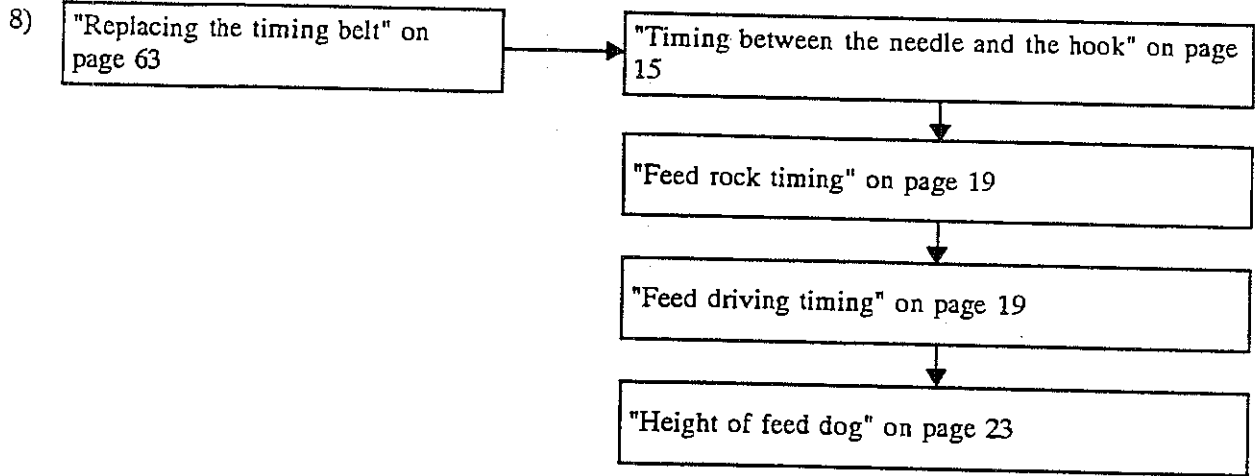 8)
"Replacing the timing belt" on
page 63
"Timing between the needle and the hook" on page
15
"Feed rock timing" on page 19
"Feed driving timing" on page 19
"Height of feed dog" on page 23